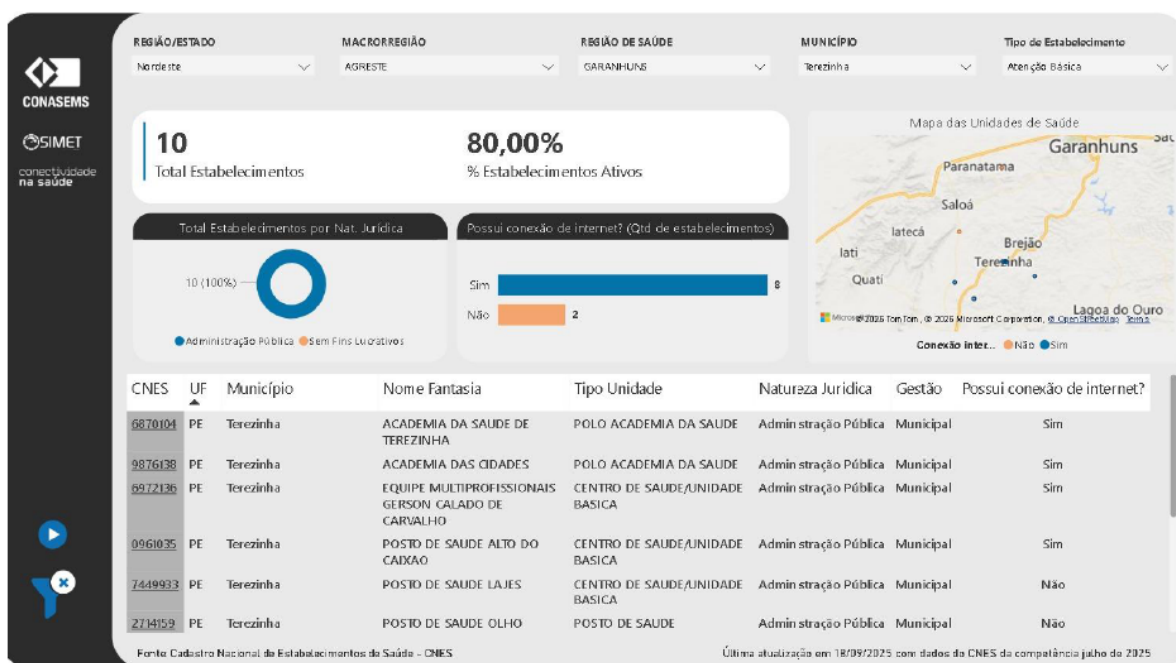 REGIÃO/ESTADO
MACRORREGIÃO
REGIÃO DE SAÚDE
MUNICÍPIO
Tipo de Estabelecimento
Nordeste
AGRESTE
GARANHUNS
Terezinha
Atenção Básica
CONASEMS
SIMET
conectividade
na saúde
10
Total Estabelecimentos
80,00%
% Estabelecimentos Ativos
Mapa das Unidades de Saúde
Garanhuns
Paranatama
Saloá
Iatecá
Iati
Brejão
Terezinha
Quati
Lagoa do Ouro
© 2026 TomTom, © 2026 Microsoft Corporation, © OpenStreetMap Terms
Conexão inter... Não Sim
Total Estabelecimentos por Nat. Jurídica
10 (100%)
Administração Pública Sem Fins Lucrativos
Possui conexão de internet? (Qtd de estabelecimentos)
Sim 8
Não 2
CNES UF Município Nome Fantasia Tipo Unidade Natureza Jurídica Gestão Possui conexão de internet?
6870104 PE Terezinha ACADEMIA DA SAUDE DE POLO ACADEMIA DA SAUDE Administração Pública Municipal Sim
TEREZINHA
9876138 PE Terezinha ACADEMIA DAS CIDADES POLO ACADEMIA DA SAUDE Administração Pública Municipal Sim
6972136 PE Terezinha EQUIPE MULTIPROFISSIONAIS CENTRO DE SAUDE/UNIDADE Administração Pública Municipal Sim
GERSON CALADO DE BASICA
CARVALHO
0961035 PE Terezinha POSTO DE SAUDE ALTO DO CENTRO DE SAUDE/UNIDADE Administração Pública Municipal Sim
CAIXAO BASICA
7449933 PE Terezinha POSTO DE SAUDE LAJES CENTRO DE SAUDE/UNIDADE Administração Pública Municipal Não
BASICA
2714159 PE Terezinha POSTO DE SAUDE OLHO POSTO DE SAUDE Administração Pública Municipal Não
Fonte: Cadastro Nacional de Estabelecimentos de Saúde - CNES
Última atualização em 18/09/2025 com dados do CNES da competência julho de 2025